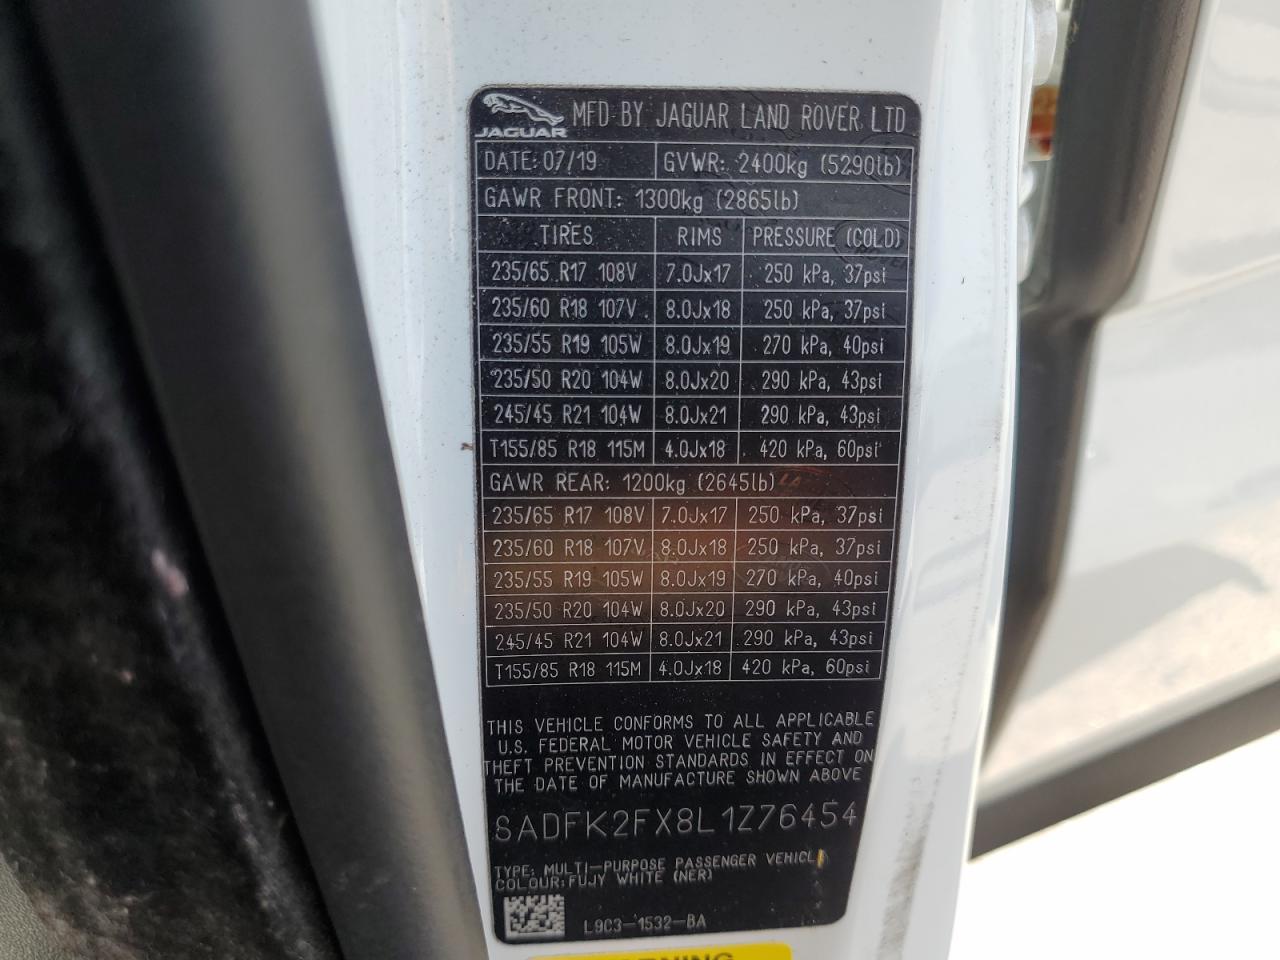 JAGUAR MFD BY JAGUAR LAND ROVER LTD
DATE: 07/19 GVWR: 2400kg (5290lb)
GAWR FRONT: 1300kg (2865lb)
TIRES RIMS PRESSURE (COLD)
235/65 R17 108V 7.0Jx17 250 kPa, 37psi
235/60 R18 107V 8.0Jx18 250 kPa, 37psi
235/55 R19 105W 8.0Jx19 270 kPa, 40psi
235/50 R20 104W 8.0Jx20 290 kPa, 43psi
245/45 R21 104W 8.0Jx21 290 kPa, 43psi
T155/85 R18 115M 4.0Jx18 420 kPa, 60psi
GAWR REAR: 1200kg (2645lb)
235/65 R17 108V 7.0Jx17 250 kPa, 37psi
235/60 R18 107V 8.0Jx18 250 kPa, 37psi
235/55 R19 105W 8.0Jx19 270 kPa, 40psi
235/50 R20 104W 8.0Jx20 290 kPa, 43psi
245/45 R21 104W 8.0Jx21 290 kPa, 43psi
T155/85 R18 115M 4.0Jx18 420 kPa, 60psi
THIS VEHICLE CONFORMS TO ALL APPLICABLE
U.S. FEDERAL MOTOR VEHICLE SAFETY AND
THEFT PREVENTION STANDARDS IN EFFECT ON
THE DATE OF MANUFACTURE SHOWN ABOVE
SADFK2FX8L1Z76454
TYPE: MULTI-PURPOSE PASSENGER VEHICL
COLOUR: FUJY WHITE (NER)
L9C3-1532-BA